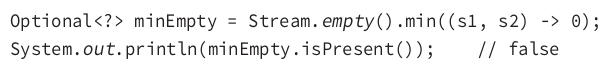 Optional<?> minEmpty = Stream.empty().min((s1, s2) -> 0);
System.out.println(minEmpty.isPresent());    // false